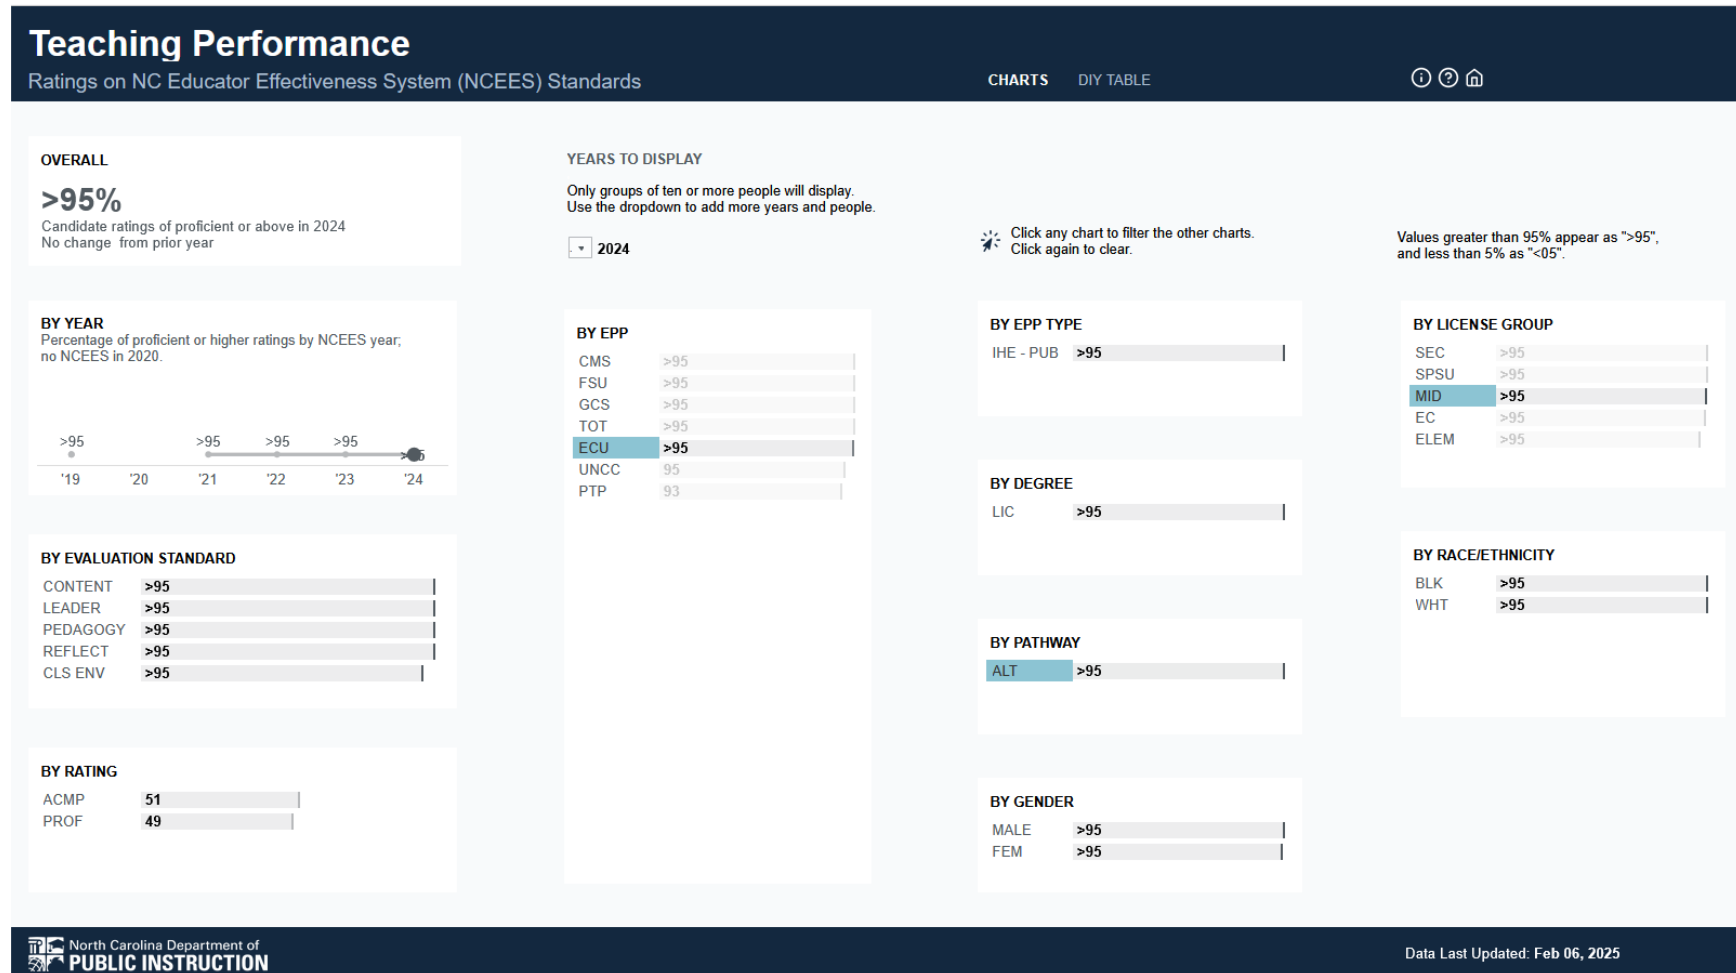 Teaching Performance
Ratings on NC Educator Effectiveness System (NCEES) Standards
CHARTS
DIY TABLE
OVERALL
>95%
Candidate ratings of proficient or above in 2024
No change from prior year
YEARS TO DISPLAY
Only groups of ten or more people will display.
Use the dropdown to add more years and people.
2024
Click any chart to filter the other charts.
Click again to clear.
Values greater than 95% appear as ">95",
and less than 5% as "<05".
BY YEAR
Percentage of proficient or higher ratings by NCEES year;
no NCEES in 2020.
>95 >95 >95 >95
'19 '20 '21 '22 '23 '24
BY EVALUATION STANDARD
CONTENT >95
LEADER >95
PEDAGOGY >95
REFLECT >95
CLS ENV >95
BY RATING
ACMP 51
PROF 49
BY EPP
CMS >95
FSU >95
GCS >95
TOT >95
ECU >95
UNCC 95
PTP 93
BY EPP TYPE
IHE - PUB >95
BY DEGREE
LIC >95
BY PATHWAY
ALT >95
BY GENDER
MALE >95
FEM >95
BY LICENSE GROUP
SEC >95
SPSU >95
MID >95
EC >95
ELEM >95
BY RACE/ETHNICITY
BLK >95
WHT >95
North Carolina Department of
PUBLIC INSTRUCTION
Data Last Updated: Feb 06, 2025